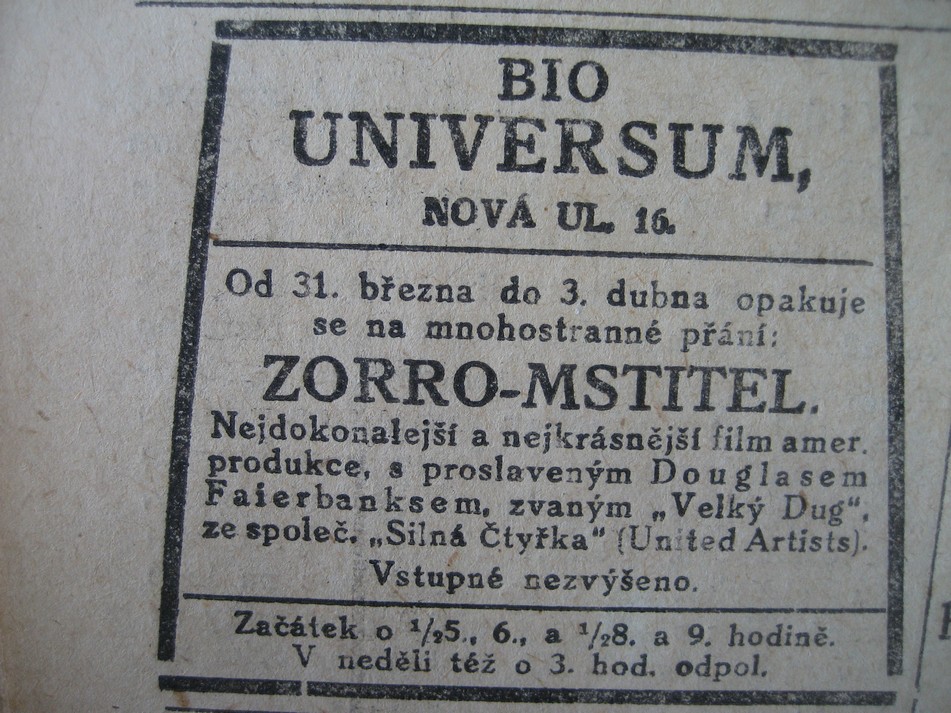 BIO
UNIVERSUM,
NOVÁ UL. 16.
Od 31. března do 3. dubna opakuje
se na mnohostranné přání:
ZORRO-MSTITEL.
Nejdokonalejší a nejkrásnější film amer.
produkce, s proslaveným Douglasem
Faierbanksem, zvaným „Velký Dug“,
ze společ. „Silná Čtyřka“ (United Artists).
Vstupné nezvýšeno.
Začátek o ½5., 6., a ½8. a 9. hodině.
V neděli též o 3. hod. odpol.